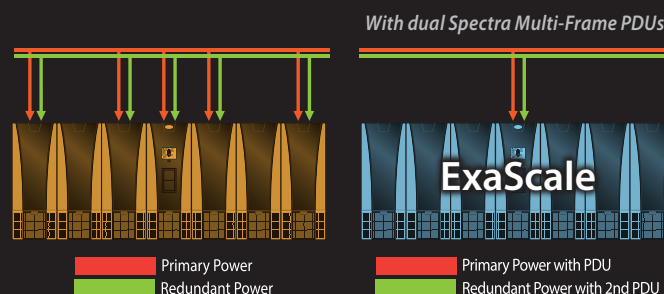 With dual Spectra Multi-Frame PDUs
ExaScale
Primary Power
Redundant Power
Primary Power with PDU
Redundant Power with 2nd PDU